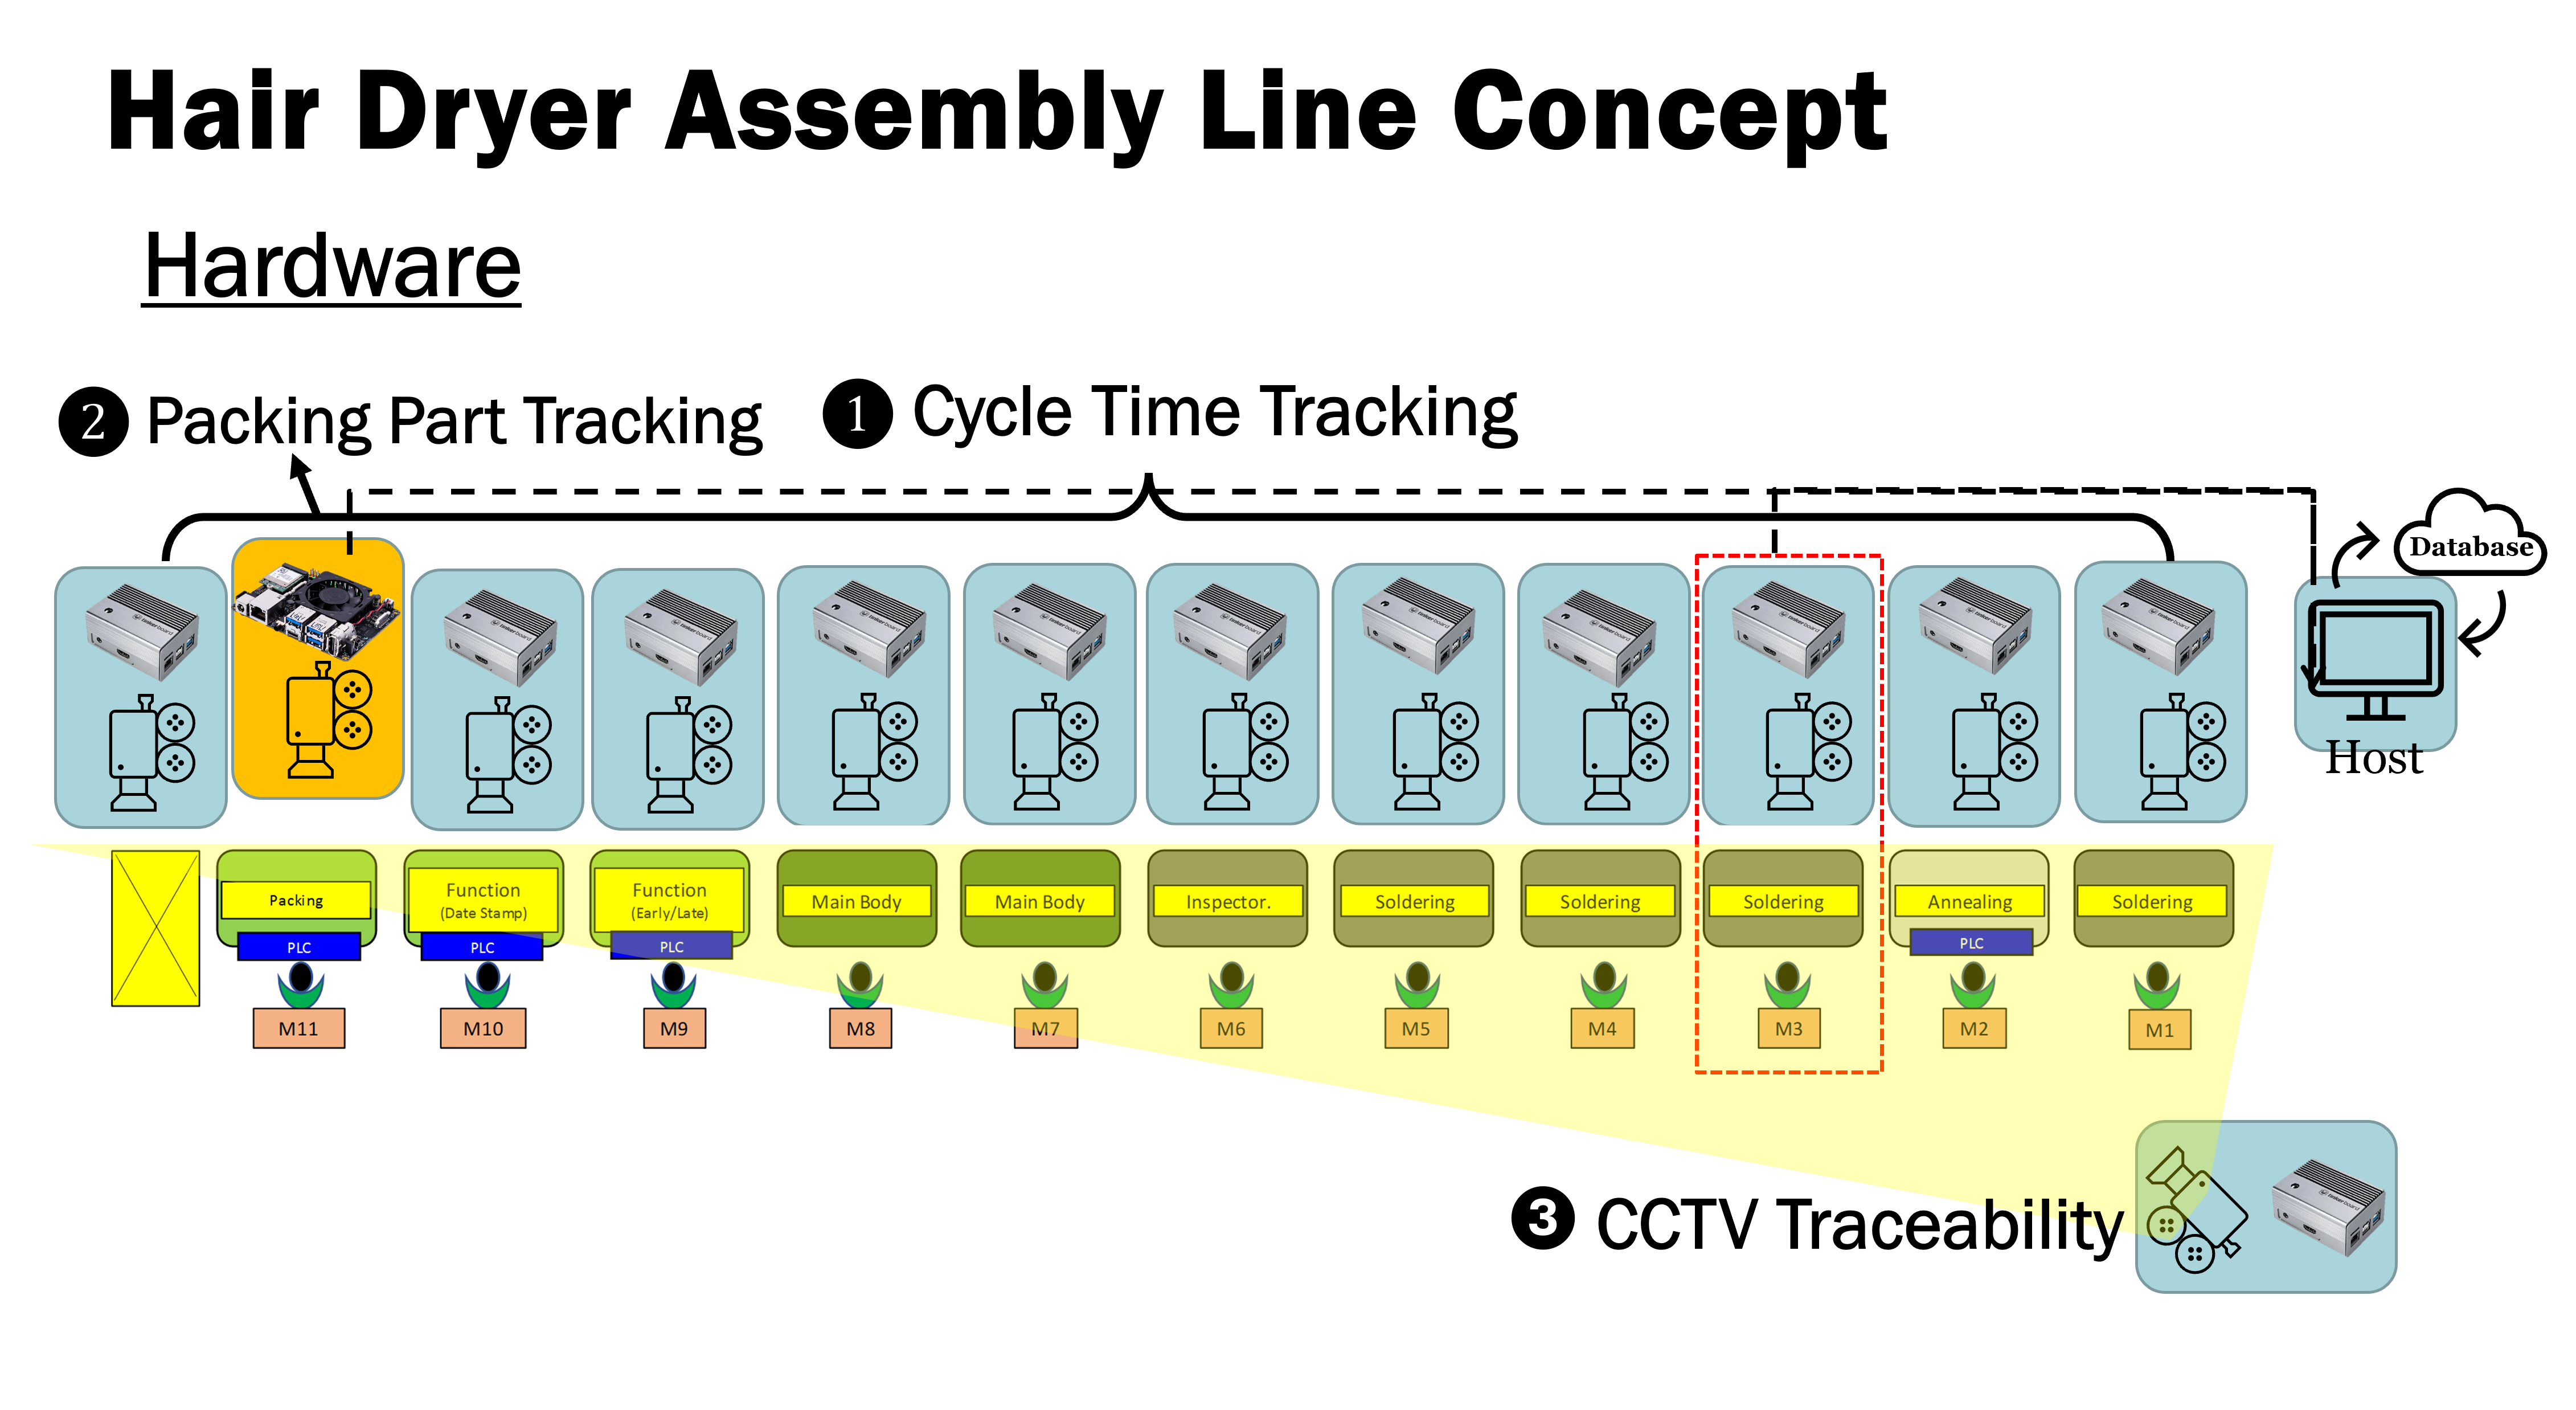 Hair Dryer Assembly Line Concept
Hardware
2 Packing Part Tracking
1 Cycle Time Tracking
Database
Host
Packing
PLC
M11
Function
(Date Stamp)
PLC
M10
Function
(Early/Late)
PLC
M9
Main Body
M8
Main Body
M7
Inspector.
M6
Soldering
M5
Soldering
M4
Soldering
M3
Annealing
PLC
M2
Soldering
M1
3 CCTV Traceability